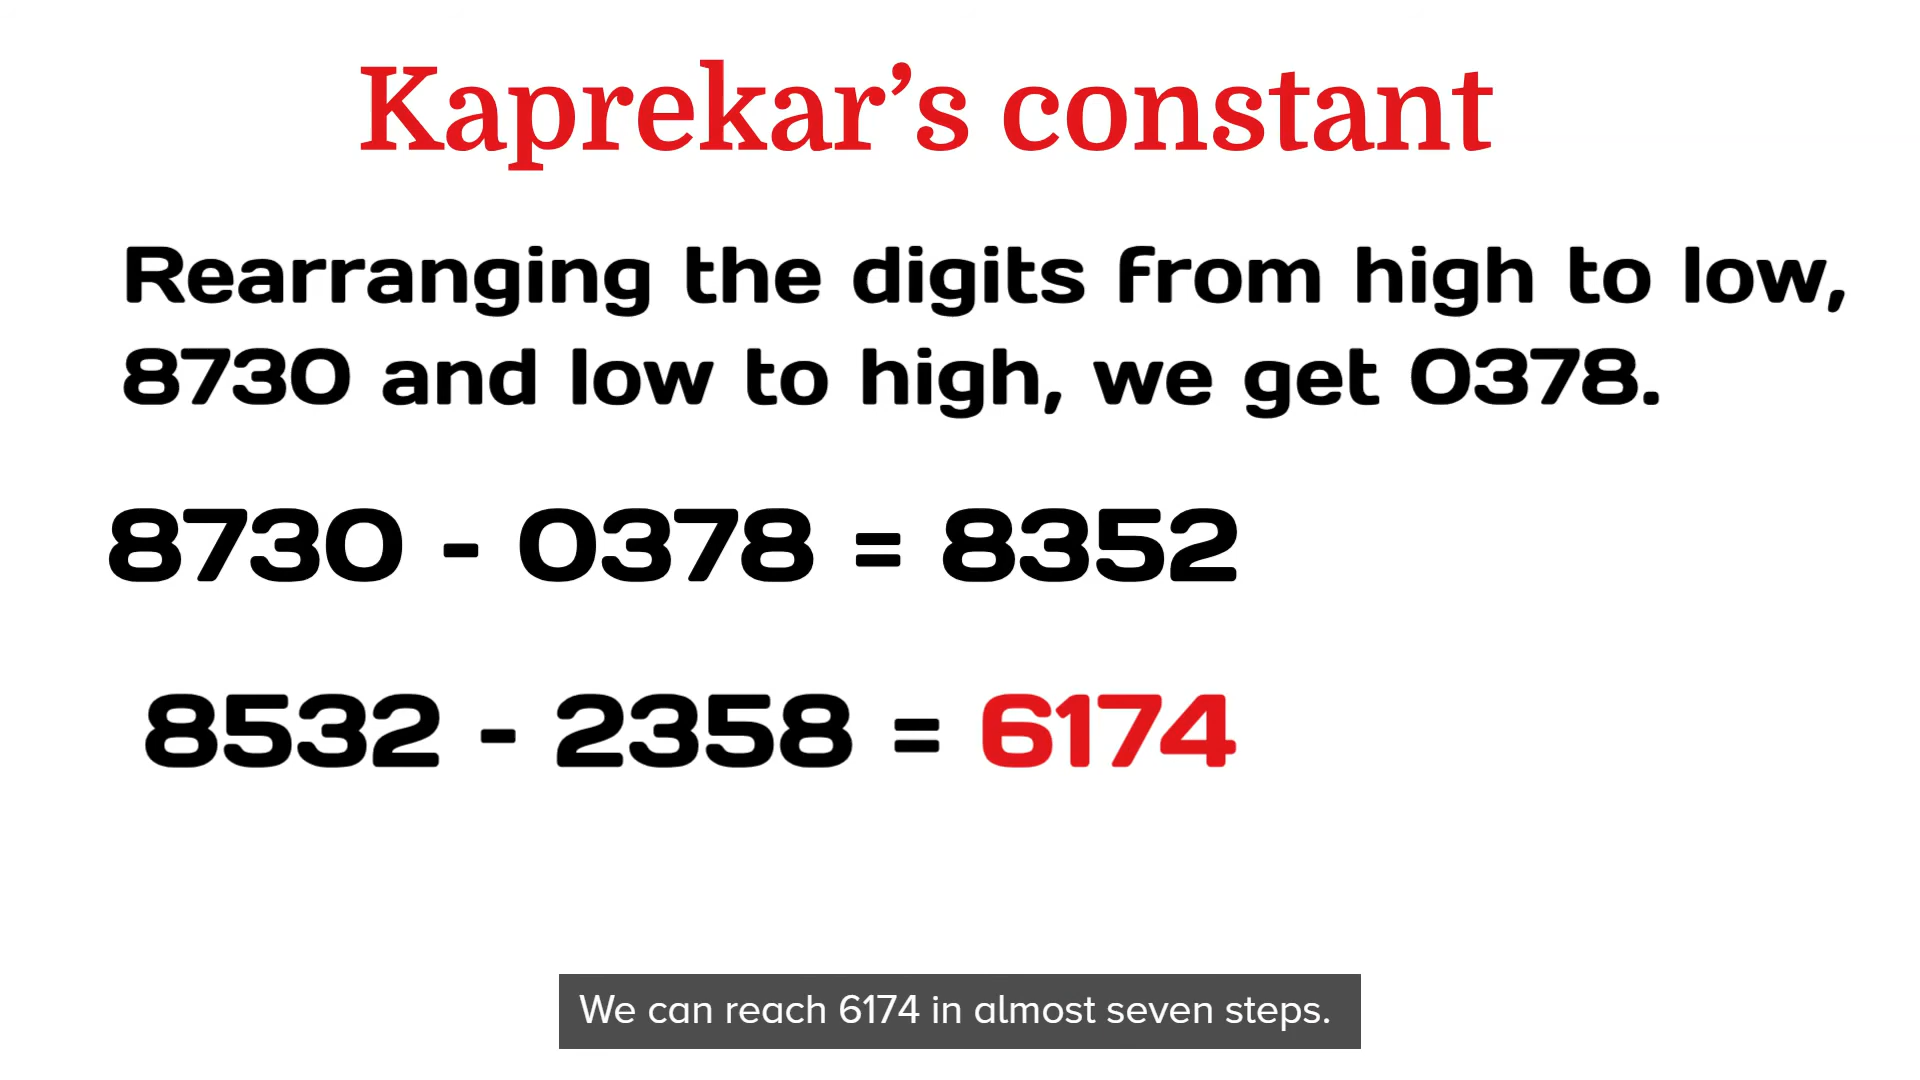 Kaprekar’s constant
Rearranging the digits from high to low,
8730 and low to high, we get 0378.
8730 - 0378 = 8352
8532 - 2358 = 6174
We can reach 6174 in almost seven steps.